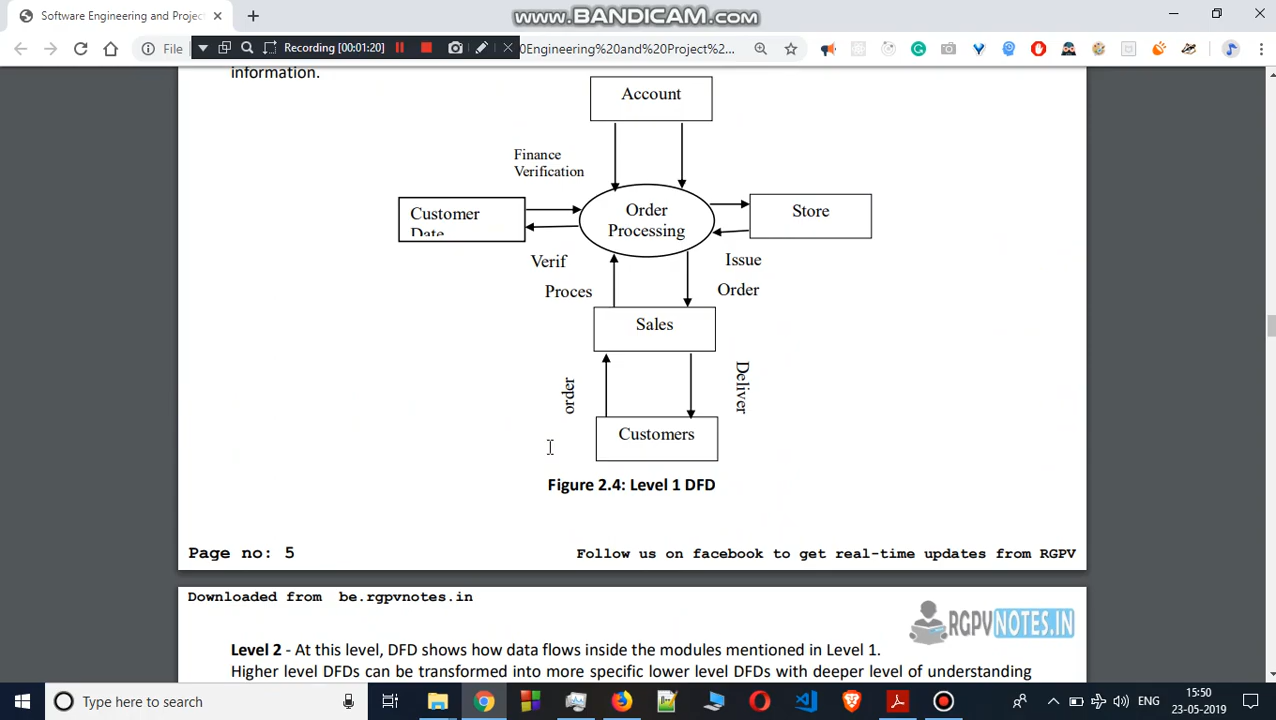 Software Engineering and Projec
www.BANDICAM.com
File
Recording [00:01:20]
0Engineering%20and%20Project%2...
information.
Account
Finance
Verification
Customer
Date
Order
Processing
Store
Verif
Issue
Proces
Order
Sales
order
Deliver
Customers
Figure 2.4: Level 1 DFD
Page no: 5
Follow us on facebook to get real-time updates from RGPV
Downloaded from be.rgpvnotes.in
RGPVNOTES.IN
Level 2 - At this level, DFD shows how data flows inside the modules mentioned in Level 1.
Higher level DFDs can be transformed into more specific lower level DFDs with deeper level of understanding
Type here to search
ENG
15:50
23-05-2019